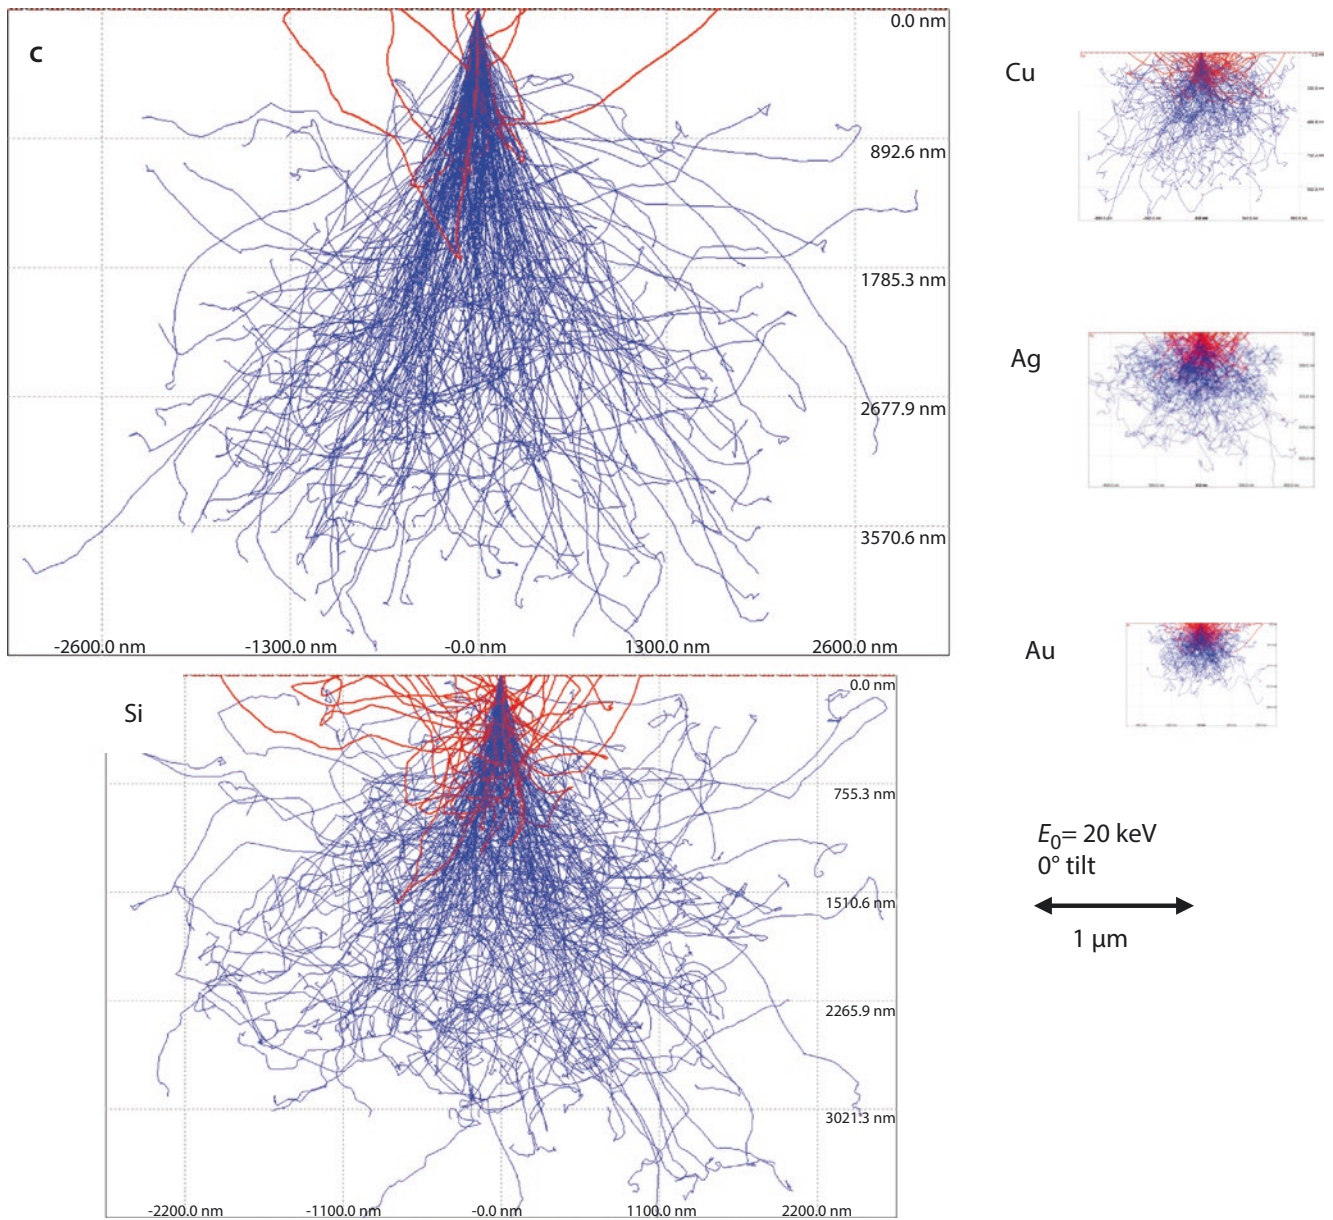 C
0.0 nm
892.6 nm
1785.3 nm
2677.9 nm
3570.6 nm
-2600.0 nm -1300.0 nm -0.0 nm 1300.0 nm 2600.0 nm
Si
0.0 nm
755.3 nm
1510.6 nm
2265.9 nm
3021.3 nm
-2200.0 nm -1100.0 nm -0.0 nm 1100.0 nm 2200.0 nm
Cu
Ag
Au
E0= 20 keV
0° tilt
1 µm